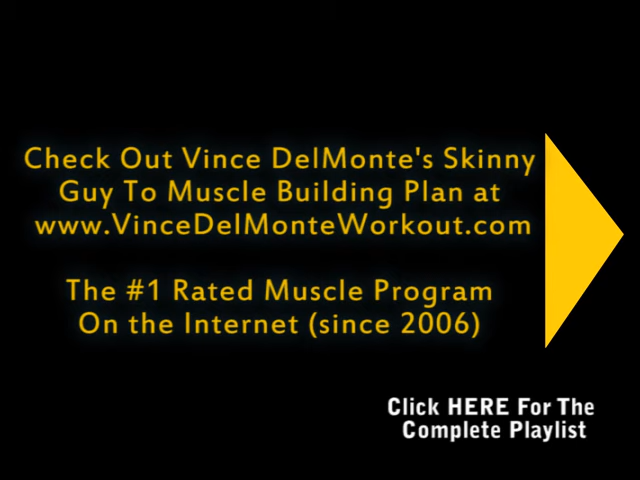 Check Out Vince DelMonte's Skinny
Guy To Muscle Building Plan at
www.VinceDelMonteWorkout.com
The #1 Rated Muscle Program
On the Internet (since 2006)
Click HERE For The
Complete Playlist